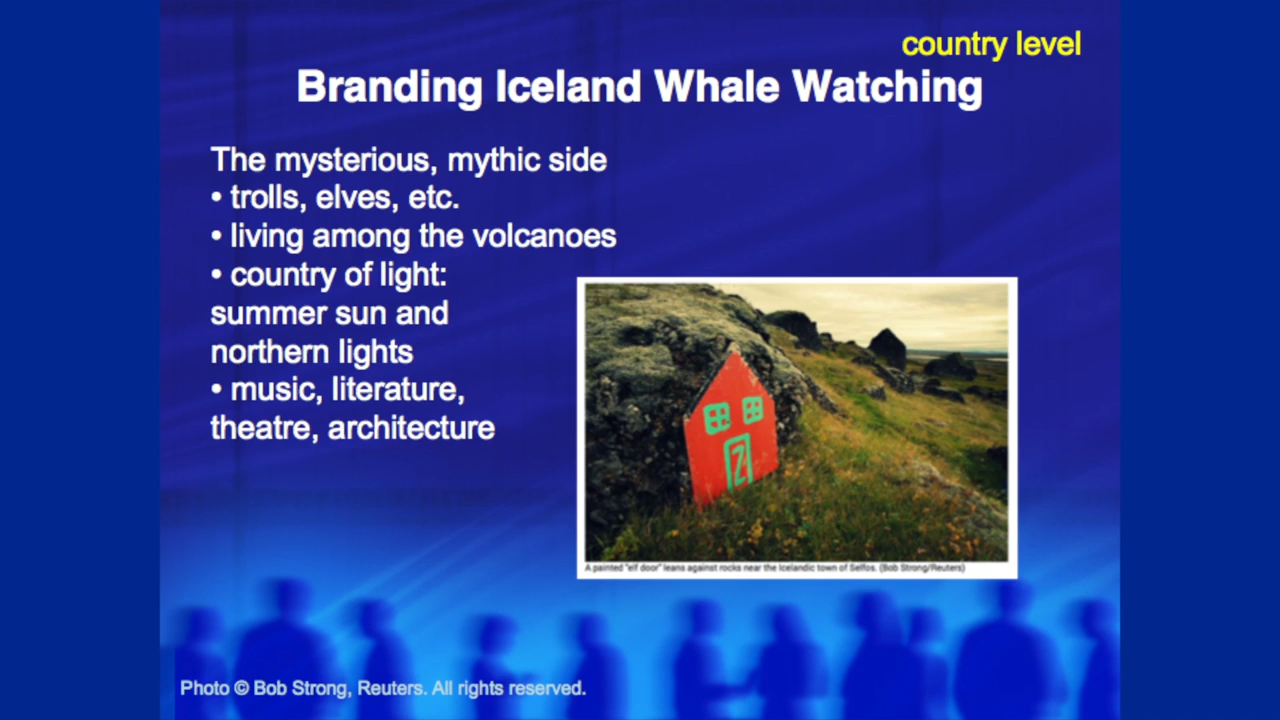 country level
Branding Iceland Whale Watching
The mysterious, mythic side
• trolls, elves, etc.
• living among the volcanoes
• country of light:
summer sun and
northern lights
• music, literature,
theatre, architecture
A painted "elf door" leans against rocks near the Icelandic town of Selfos. (Bob Strong/Reuters)
Photo © Bob Strong, Reuters. All rights reserved.